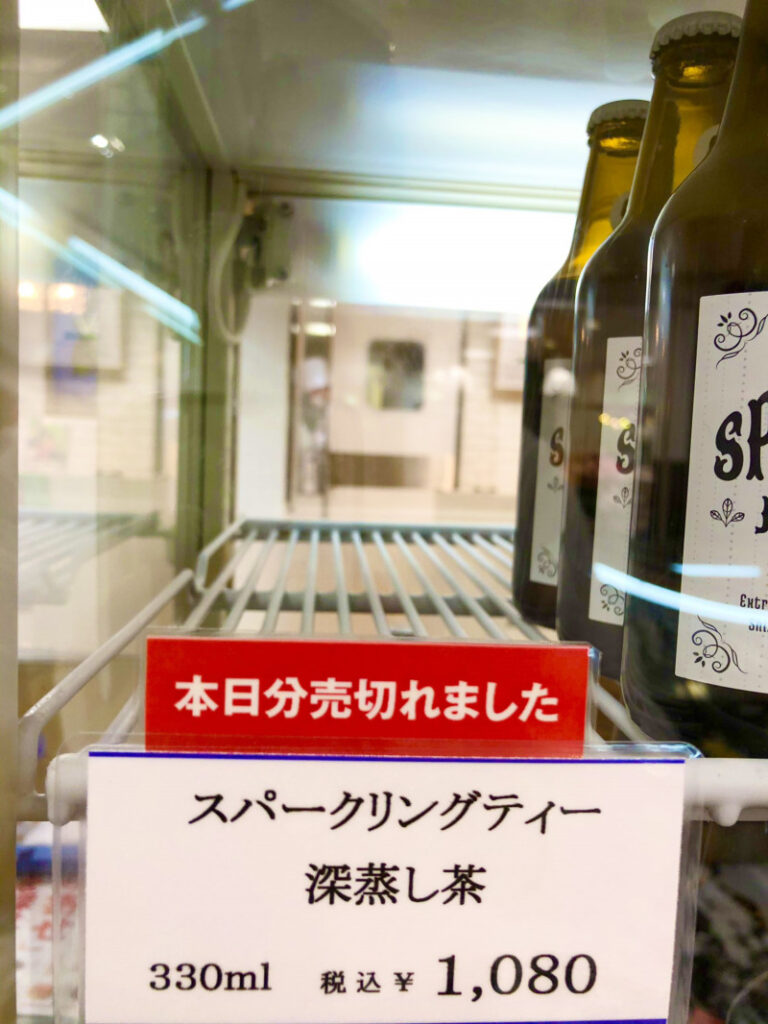 本日分売切れました
スパークリングティー
深蒸し茶
330ml 税込¥ 1,080